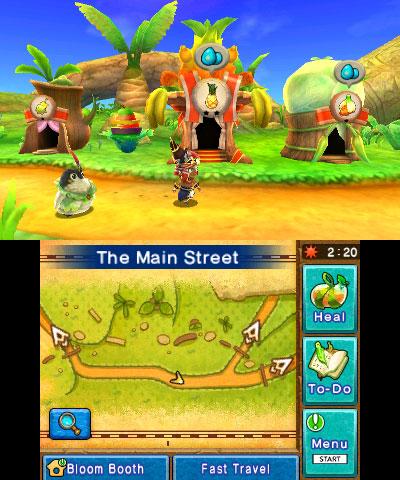 The Main Street
2:20
Heal
To-Do
Menu
START
Bloom Booth
Fast Travel